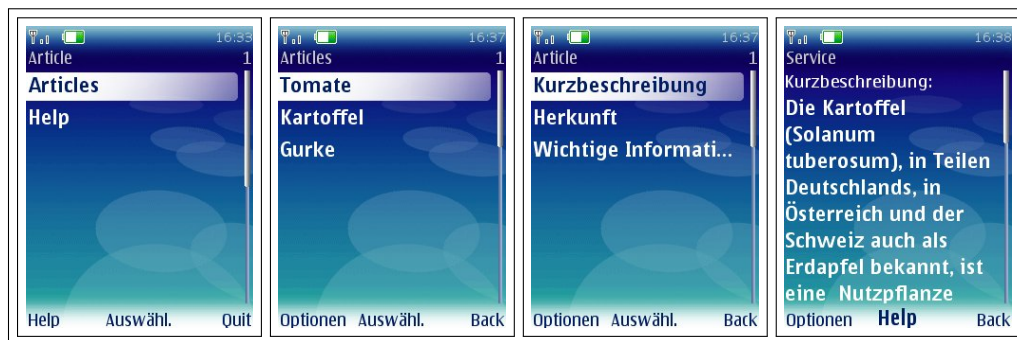 16:33
Article 1
Articles
Help
Help Auswähl. Quit
16:37
Articles 1
Tomate
Kartoffel
Gurke
Optionen Auswähl. Back
16:37
Article 1
Kurzbeschreibung
Herkunft
Wichtige Informati...
Optionen Auswähl. Back
16:38
Service
Kurzbeschreibung:
Die Kartoffel
(Solanum
tuberosum), in Teilen
Deutschlands, in
Österreich und der
Schweiz auch als
Erdapfel bekannt, ist
eine Nutzpflanze
Optionen Help Back